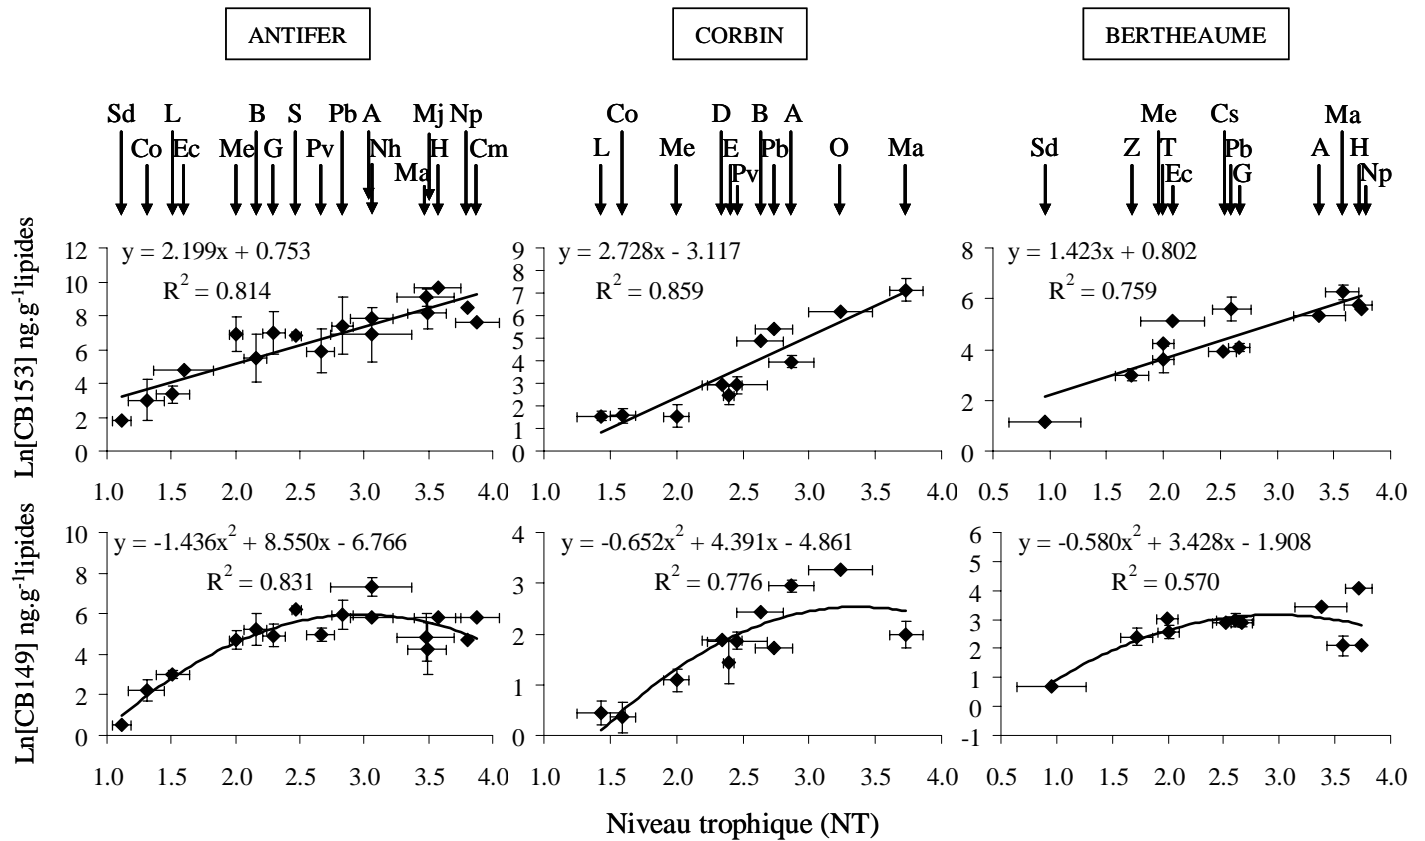 ANTIFER CORBIN BERTHEAUME
Sd L B S Pb A Mj Np Co D B A Me Cs Ma
Co Ec Me G Pv Nh H Cm L Me E Pb O Ma Sd Z T Pb A H
Ma Pv Ec G Np
Ln[CB153] ng.g-1lipides
y = 2.199x + 0.753
R2 = 0.814
12
10
8
6
4
2
0
1.0 1.5 2.0 2.5 3.0 3.5 4.0
y = 2.728x - 3.117
R2 = 0.859
9
8
7
6
5
4
3
2
1
0
1.0 1.5 2.0 2.5 3.0 3.5 4.0
y = 1.423x + 0.802
R2 = 0.759
8
6
4
2
0
0.5 1.0 1.5 2.0 2.5 3.0 3.5 4.0
Ln[CB149] ng.g-1lipides
y = -1.436x2 + 8.550x - 6.766
R2 = 0.831
10
8
6
4
2
0
1.0 1.5 2.0 2.5 3.0 3.5 4.0
y = -0.652x2 + 4.391x - 4.861
R2 = 0.776
4
3
2
1
0
1.0 1.5 2.0 2.5 3.0 3.5 4.0
y = -0.580x2 + 3.428x - 1.908
R2 = 0.570
6
5
4
3
2
1
0
-1
0.5 1.0 1.5 2.0 2.5 3.0 3.5 4.0
Niveau trophique (NT)